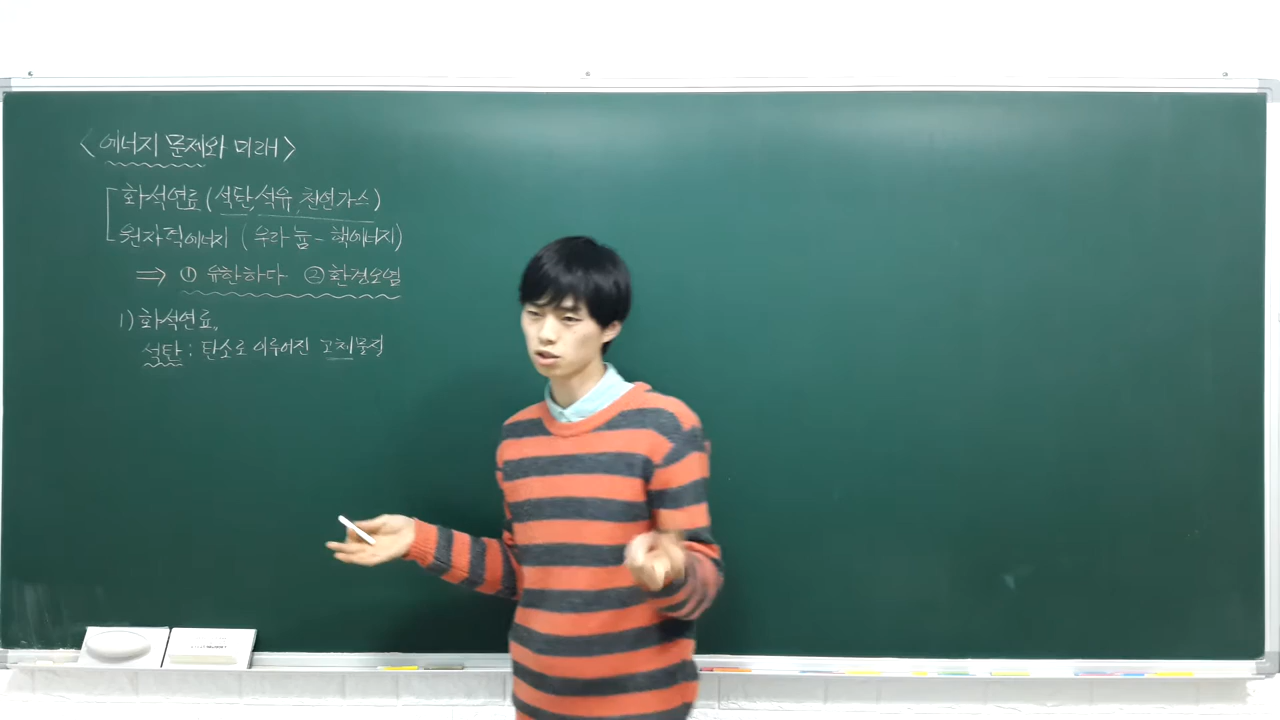 <에너지 문제와 미래>
화석연료(석탄,석유,천연가스)
원자력에너지 (우라늄-핵에너지)
⇒ ① 유한하다 ② 환경오염
1) 화석연료,
석탄 : 탄소로 이루어진 고체물질